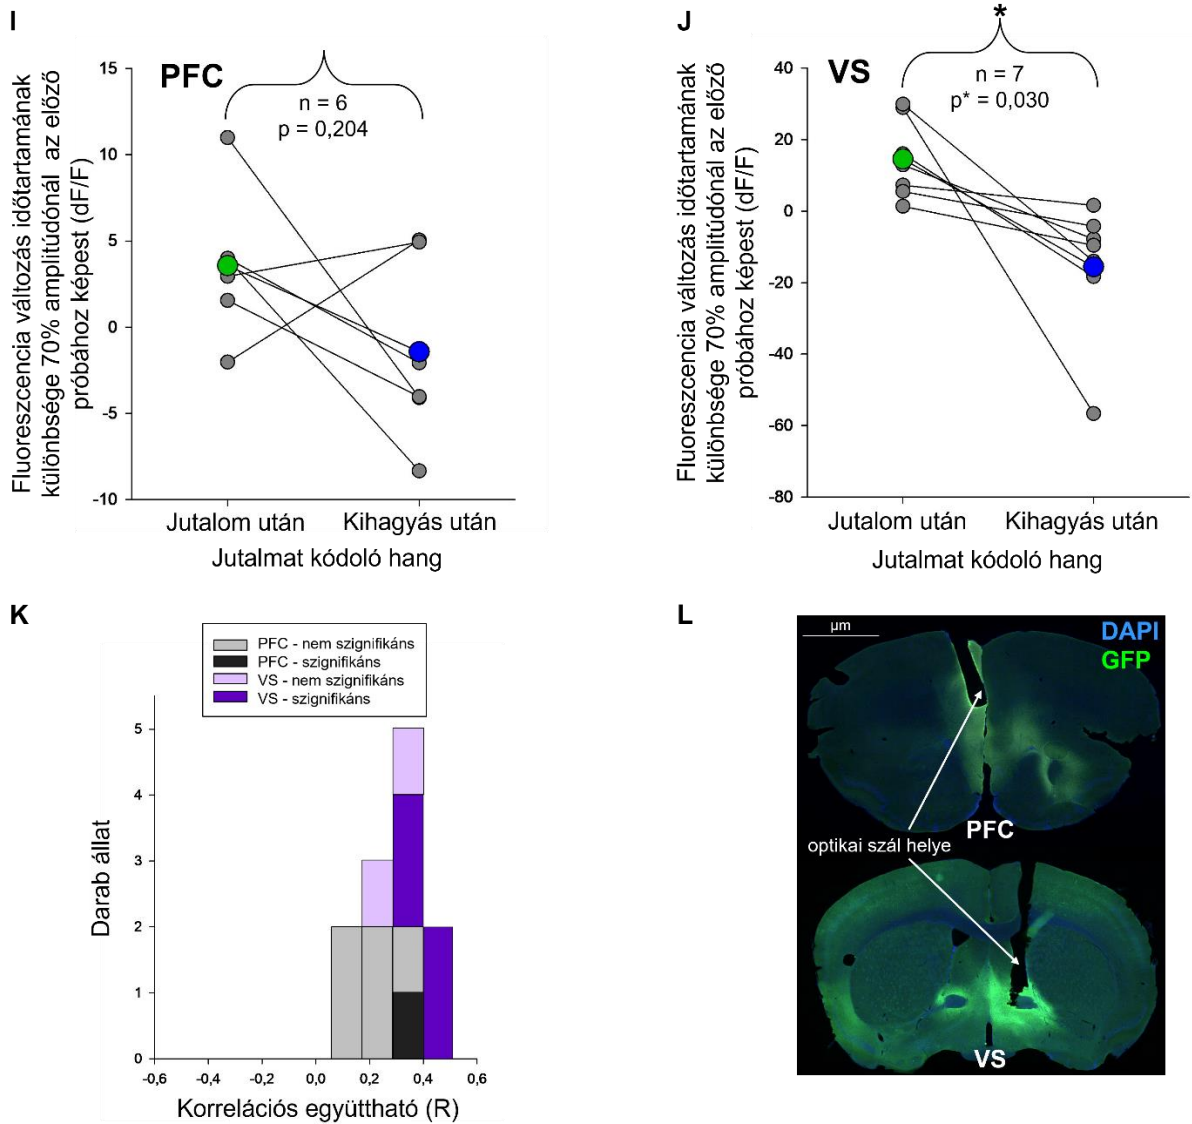 I
PFC
n = 6
p = 0,204
Fluoreszcencia változás időtartamának
különbsége 70% amplitúdónál az előző
próbához képest (dF/F)
15
10
5
0
-5
-10
Jutalom után
Kihagyás után
Jutalmat kódoló hang
J
*
VS
n = 7
p* = 0,030
Fluoreszcencia változás időtartamának
különbsége 70% amplitúdónál az előző
próbához képest (dF/F)
40
20
0
-20
-40
-60
-80
Jutalom után
Kihagyás után
Jutalmat kódoló hang
K
PFC - nem szignifikáns
PFC - szignifikáns
VS - nem szignifikáns
VS - szignifikáns
Darab állat
5
4
3
2
1
0
-0,6 -0,4 -0,2 0,0 0,2 0,4 0,6
Korrelációs együttható (R)
L
µm
DAPI
GFP
PFC
optikai szál helye
VS